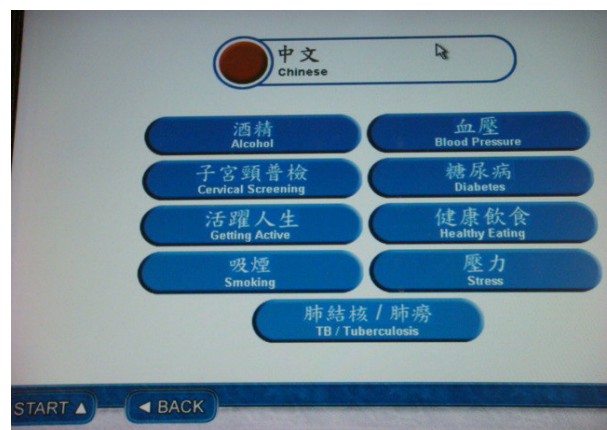 中文
Chinese
酒精
Alcohol
血壓
Blood Pressure
子宮頸普檢
Cervical Screening
糖尿病
Diabetes
活躍人生
Getting Active
健康飲食
Healthy Eating
吸煙
Smoking
壓力
Stress
肺結核 / 肺癆
TB / Tuberculosis
START ▲
◄ BACK